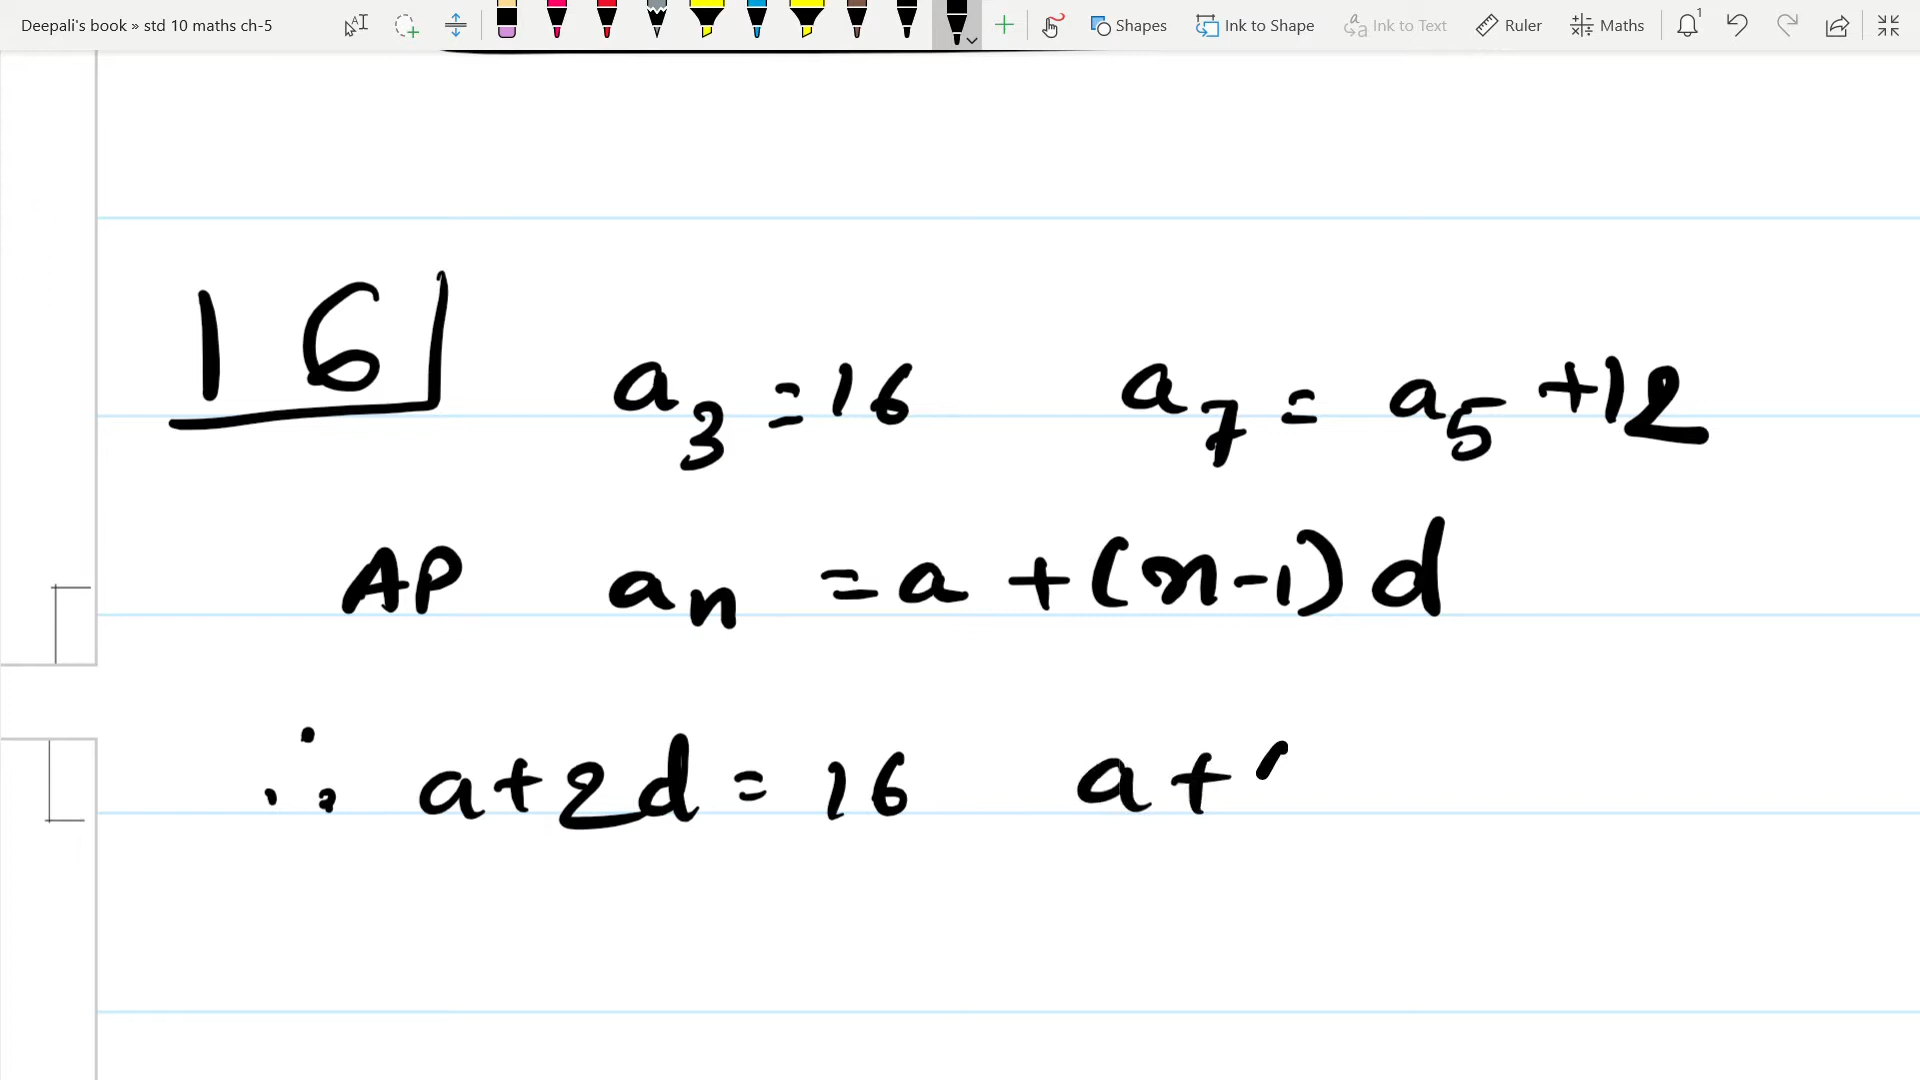 Deepali's book » std 10 maths ch-5 Shapes Ink to Shape Ink to Text Ruler Maths 1
16 a₃ = 16 a₇ = a₅ + 12
AP aₙ = a + (n-1) d
∴ a + 2d = 16 a +